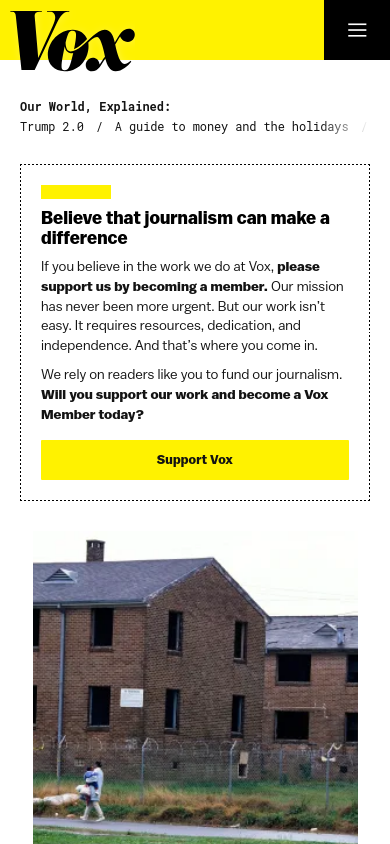 Vox
Our World, Explained:
Trump 2.0 / A guide to money and the holidays /
Believe that journalism can make a
difference
If you believe in the work we do at Vox, please
support us by becoming a member. Our mission
has never been more urgent. But our work isn’t
easy. It requires resources, dedication, and
independence. And that’s where you come in.
We rely on readers like you to fund our journalism.
Will you support our work and become a Vox
Member today?
Support Vox